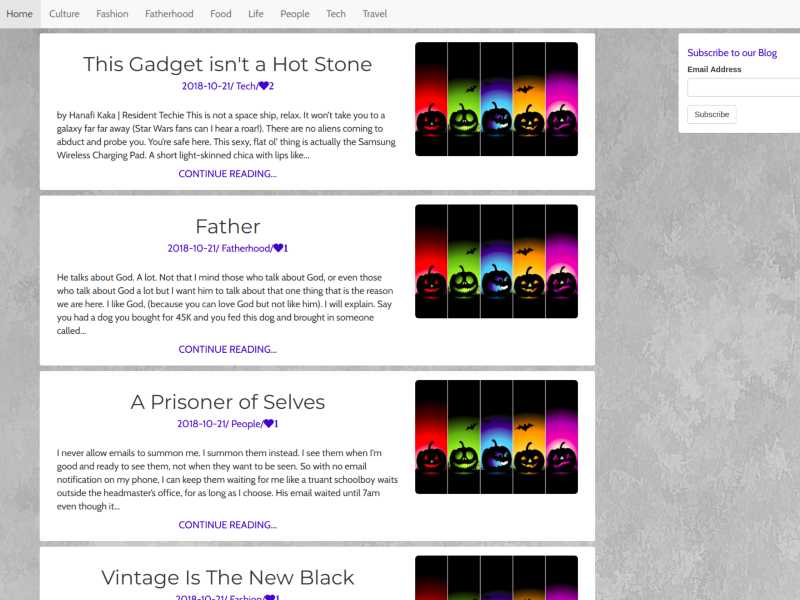 Home Culture Fashion Fatherhood Food Life People Tech Travel
This Gadget isn't a Hot Stone
2018-10-21/ Tech/2
by Hanafi Kaka | Resident Techie This is not a space ship, relax. It won't take you to a
galaxy far far away (Star Wars fans can I hear a roar!). There are no aliens coming to
abduct and probe you. You're safe here. This sexy, flat ol' thing is actually the Samsung
Wireless Charging Pad. A short light-skinned chica with lips like...
CONTINUE READING...
Father
2018-10-21/ Fatherhood/1
He talks about God. A lot. Not that I mind those who talk about God, or even those
who talk about God a lot but I want him to talk about that one thing that is the reason
we are here. I like God, (because you can love God but not like him). I will explain. Say
you had a dog you bought for 45K and you fed this dog and brought in someone
called...
CONTINUE READING...
A Prisoner of Selves
2018-10-21/ People/1
I never allow emails to summon me. I summon them instead. I see them when I'm
good and ready to see them, not when they want to be seen. So with no email
notification on my phone, I can keep them waiting for me like a truant schoolboy waits
outside the headmaster's office, for as long as I choose. His email waited until 7am
even though it...
CONTINUE READING...
Vintage Is The New Black
2018-10-21/ Fashion/1
Subscribe to our Blog
Email Address
Subscribe